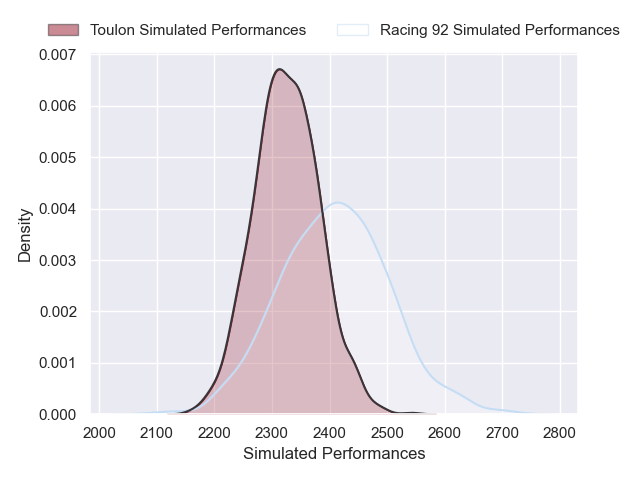 Toulon Simulated Performances
Racing 92 Simulated Performances
0.007
0.006
0.005
0.004
0.003
0.002
0.001
0.000
Density
2000 2100 2200 2300 2400 2500 2600 2700 2800
Simulated Performances